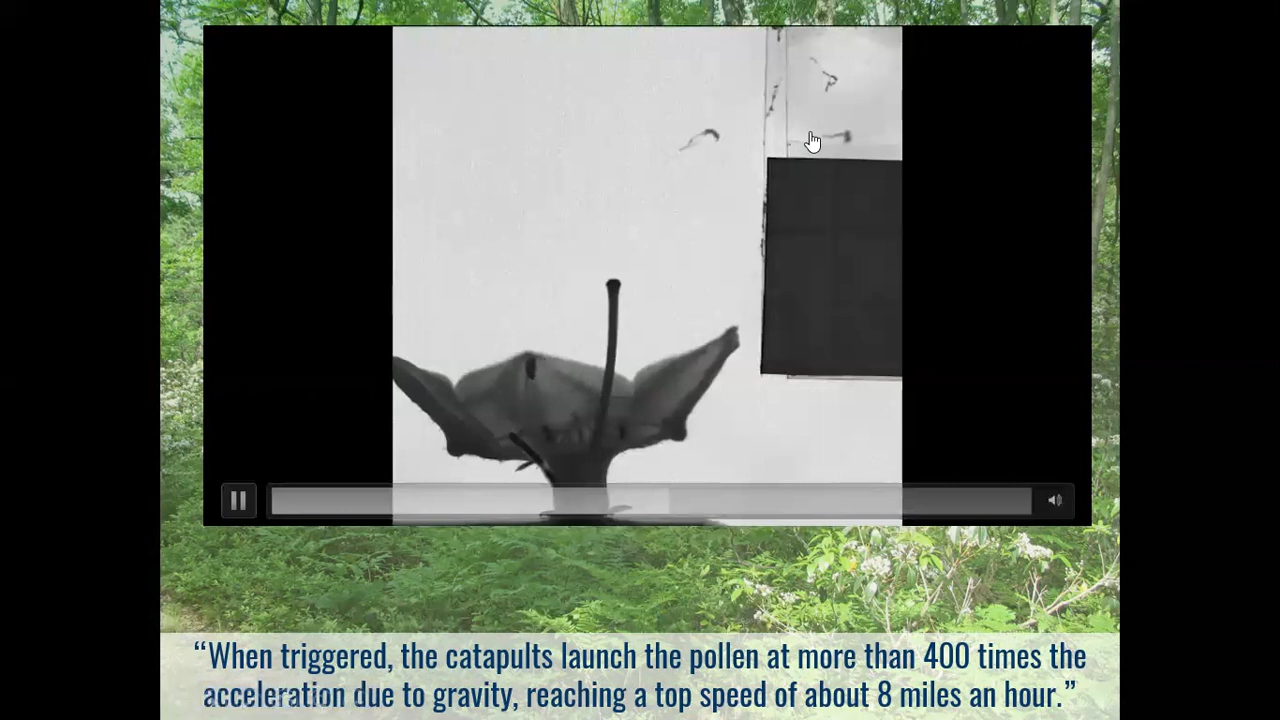 “When triggered, the catapults launch the pollen at more than 400 times the
acceleration due to gravity, reaching a top speed of about 8 miles an hour.”